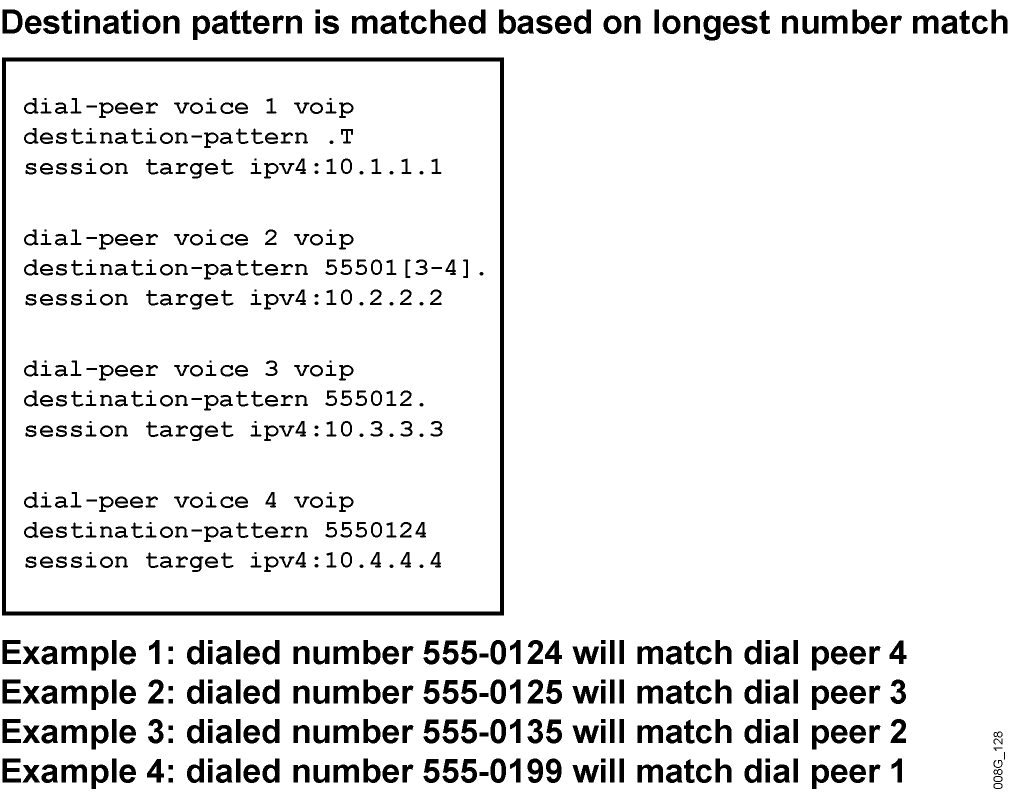 Destination pattern is matched based on longest number match
dial-peer voice 1 voip
destination-pattern .T
session target ipv4:10.1.1.1
dial-peer voice 2 voip
destination-pattern 55501[3-4].
session target ipv4:10.2.2.2
dial-peer voice 3 voip
destination-pattern 555012.
session target ipv4:10.3.3.3
dial-peer voice 4 voip
destination-pattern 5550124
session target ipv4:10.4.4.4
Example 1: dialed number 555-0124 will match dial peer 4
Example 2: dialed number 555-0125 will match dial peer 3
Example 3: dialed number 555-0135 will match dial peer 2
Example 4: dialed number 555-0199 will match dial peer 1
008G_128